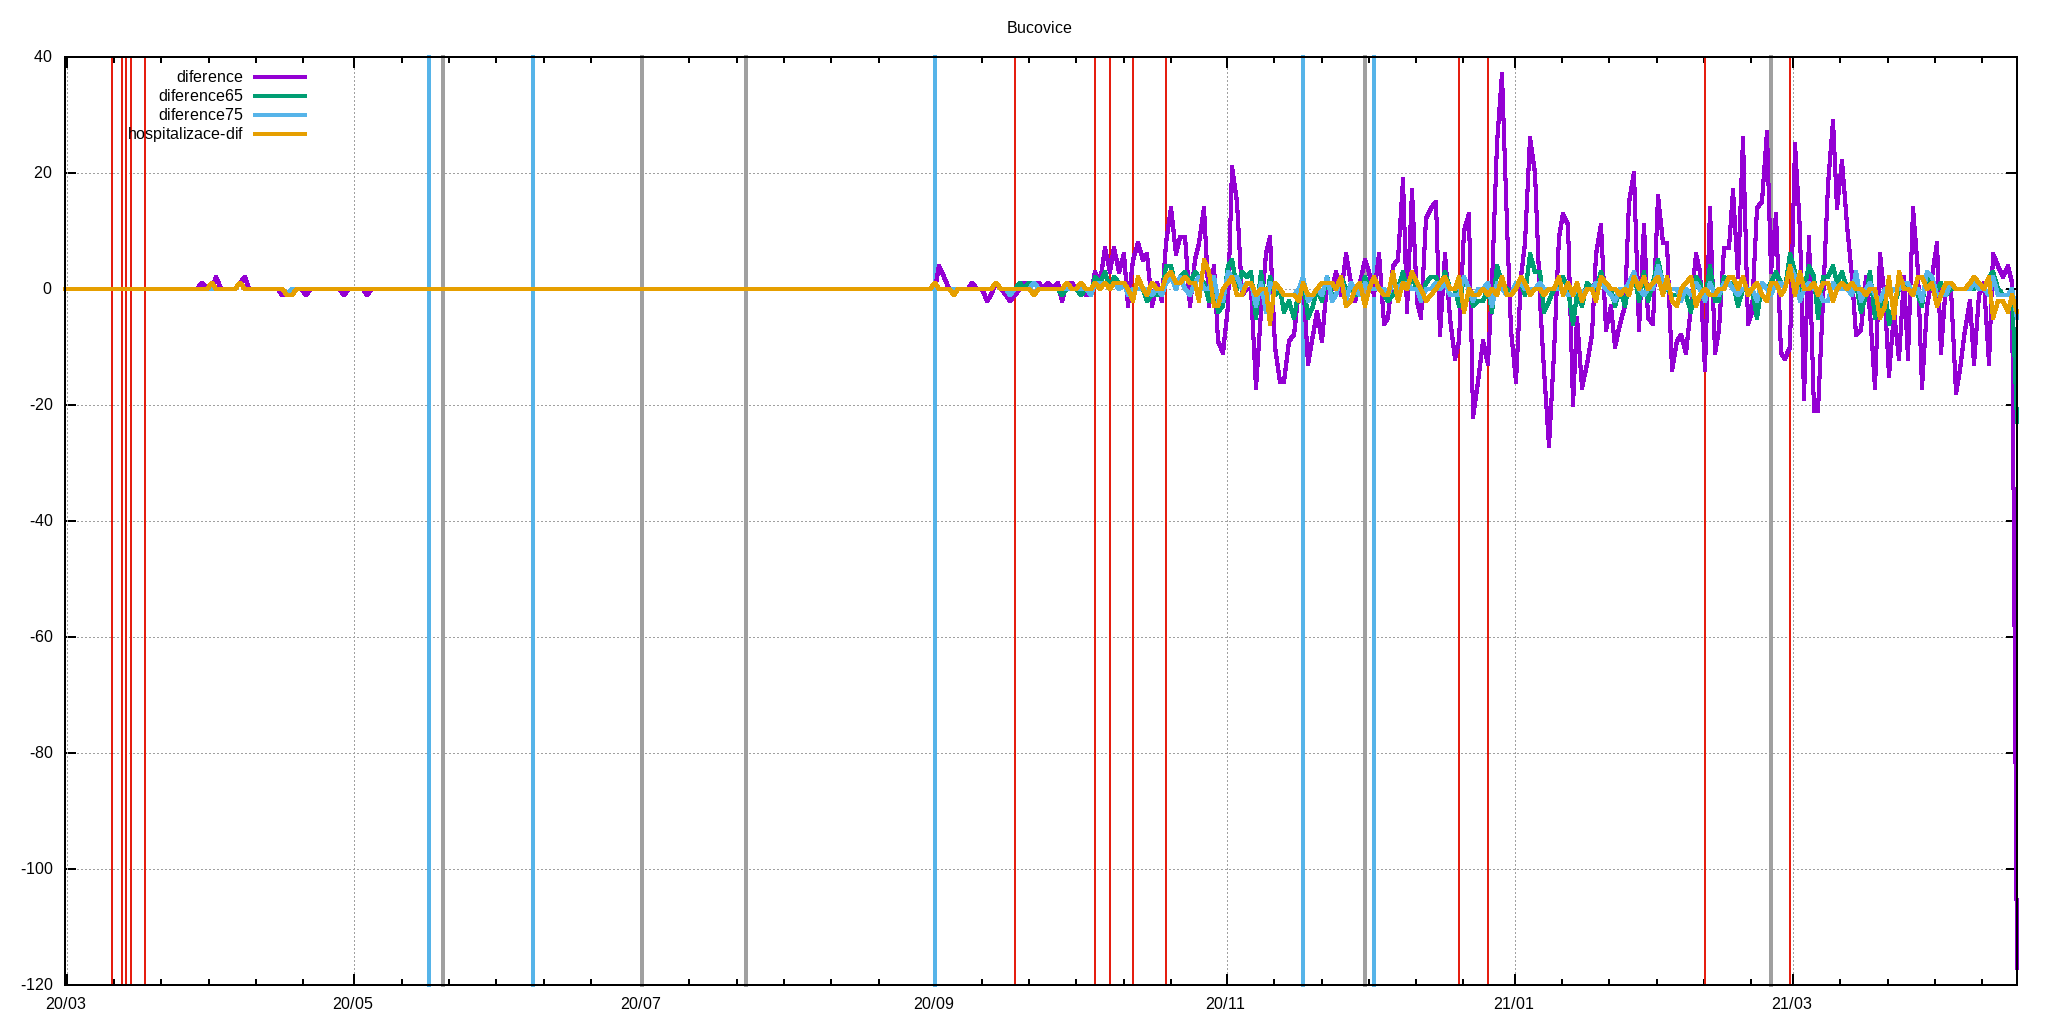 Bucovice
40
diference
diference65
diference75
hospitalizace-dif
20
0
-20
-40
-60
-80
-100
-120
20/03 20/05 20/07 20/09 20/11 21/01 21/03